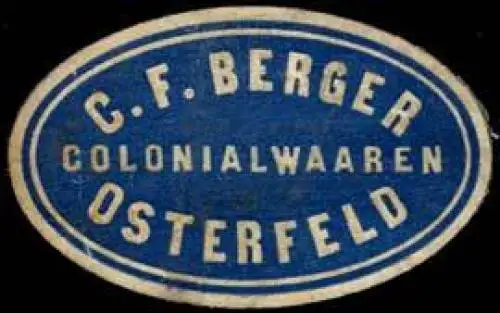 C. F. BERGER
COLONIALWAAREN
OSTERFELD